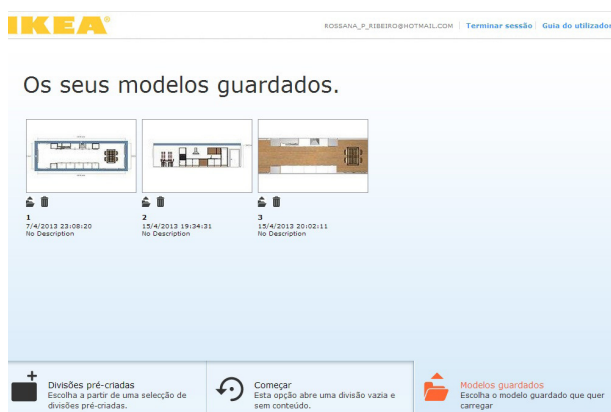 IKEA®
ROSSANA_P_RIBEIRO@HOTMAIL.COM | Terminar sessão | Guia do utilizador
Os seus modelos guardados.
1
7/4/2013 23:08:20
No Description
2
15/4/2013 19:34:31
No Description
3
15/4/2013 20:02:11
No Description
Divisões pré-criadas
Escolha a partir de uma selecção de
divisões pré-criadas.
Começar
Esta opção abre uma divisão vazia e
sem conteúdo.
Modelos guardados
Escolha o modelo guardado que quer
carregar